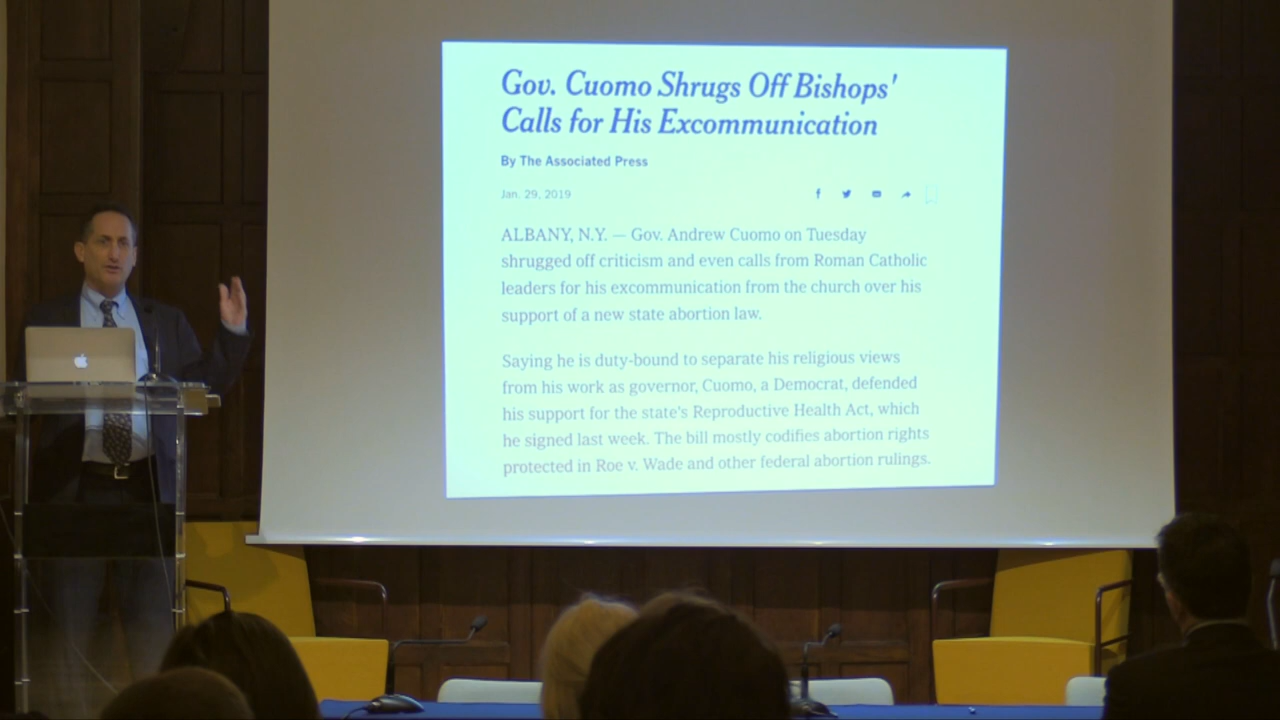 Gov. Cuomo Shrugs Off Bishops'
Calls for His Excommunication
By The Associated Press
Jan. 29, 2019
ALBANY, N.Y. — Gov. Andrew Cuomo on Tuesday
shrugged off criticism and even calls from Roman Catholic
leaders for his excommunication from the church over his
support of a new state abortion law.
Saying he is duty-bound to separate his religious views
from his work as governor, Cuomo, a Democrat, defended
his support for the state's Reproductive Health Act, which
he signed last week. The bill mostly codifies abortion rights
protected in Roe v. Wade and other federal abortion rulings.